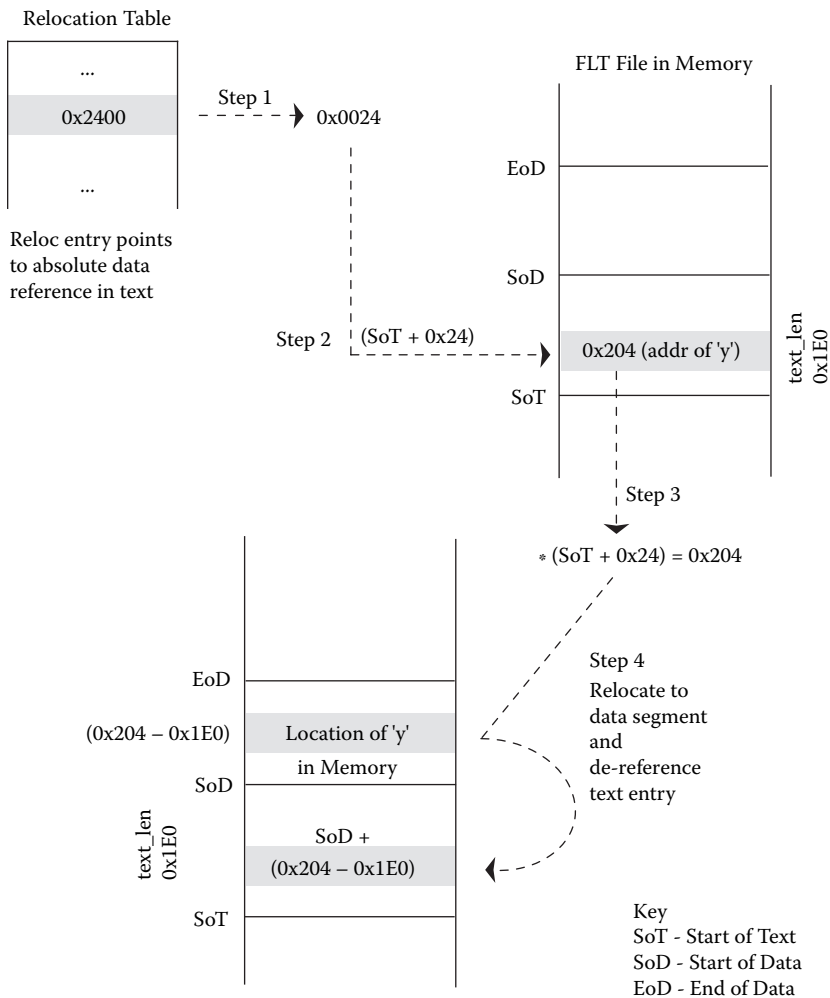 Relocation Table
...
0x2400
...
Step 1
0x0024
Reloc entry points
to absolute data
reference in text
FLT File in Memory
EoD
SoD
Step 2
(SoT + 0x24)
0x204 (addr of 'y')
SoT
text_len
0x1E0
Step 3
* (SoT + 0x24) = 0x204
EoD
(0x204 – 0x1E0)
Location of 'y'
in Memory
SoD
text_len
0x1E0
SoD +
(0x204 – 0x1E0)
SoT
Step 4
Relocate to
data segment
and
de-reference
text entry
Key
SoT - Start of Text
SoD - Start of Data
EoD - End of Data